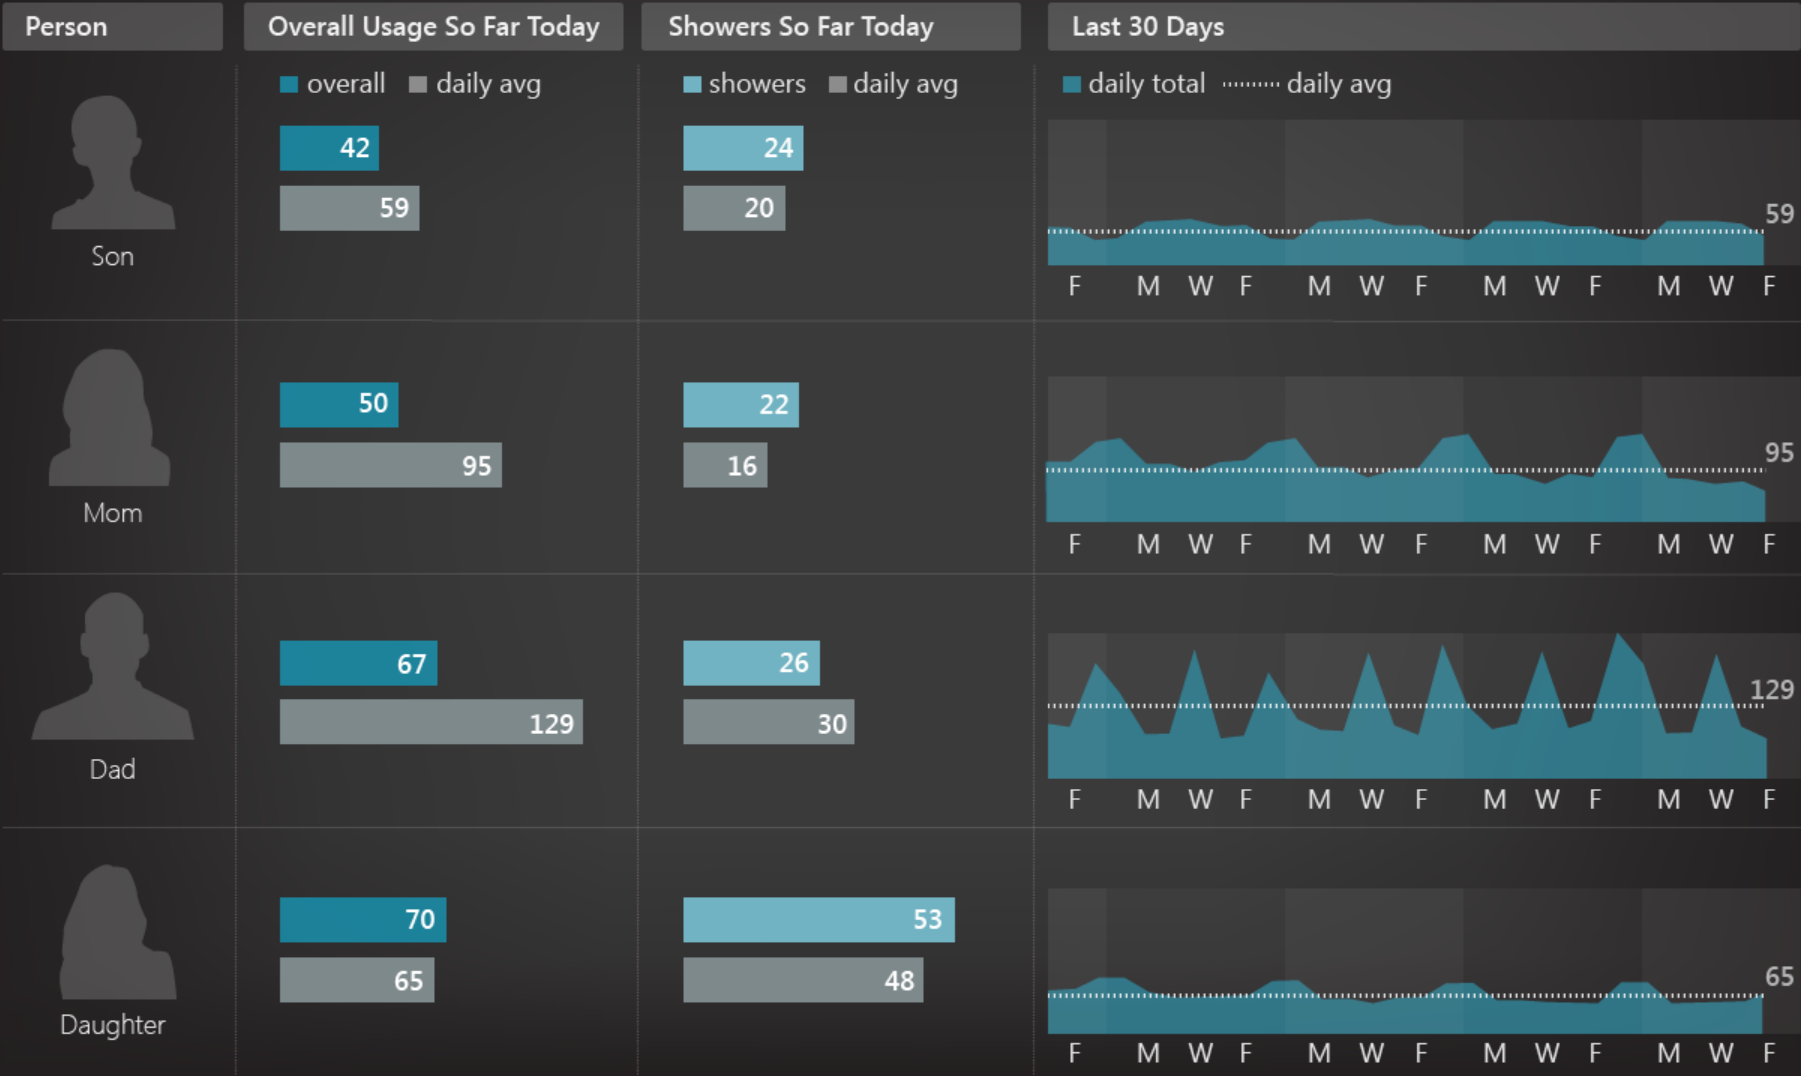 Person
Overall Usage So Far Today
Showers So Far Today
Last 30 Days
overall daily avg
showers daily avg
daily total daily avg
42
59
24
20
59
F M W F M W F M W F M W F
Son
50
95
22
16
95
F M W F M W F M W F M W F
Mom
67
129
26
30
129
F M W F M W F M W F M W F
Dad
70
65
53
48
65
F M W F M W F M W F M W F
Daughter